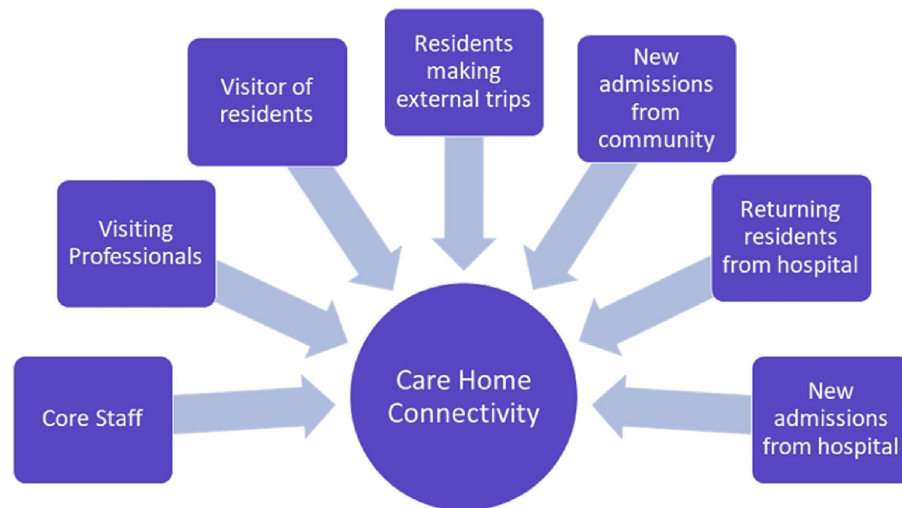 Residents
making
external trips
New
admissions
from
community
Visitor of
residents
Visiting
Professionals
Returning
residents
from hospital
Core Staff
Care Home
Connectivity
New
admissions
from hospital